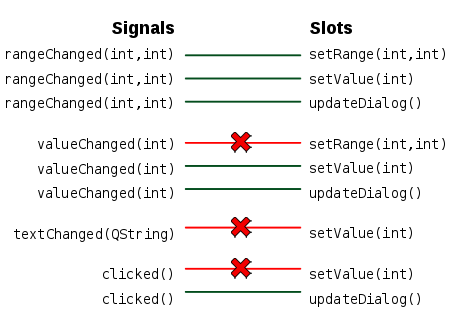 Signals Slots
rangeChanged(int,int) setRange(int,int)
rangeChanged(int,int) setValue(int)
rangeChanged(int,int) updateDialog()
valueChanged(int) setRange(int,int)
valueChanged(int) setValue(int)
valueChanged(int) updateDialog()
textChanged(QString) setValue(int)
clicked() setValue(int)
clicked() updateDialog()